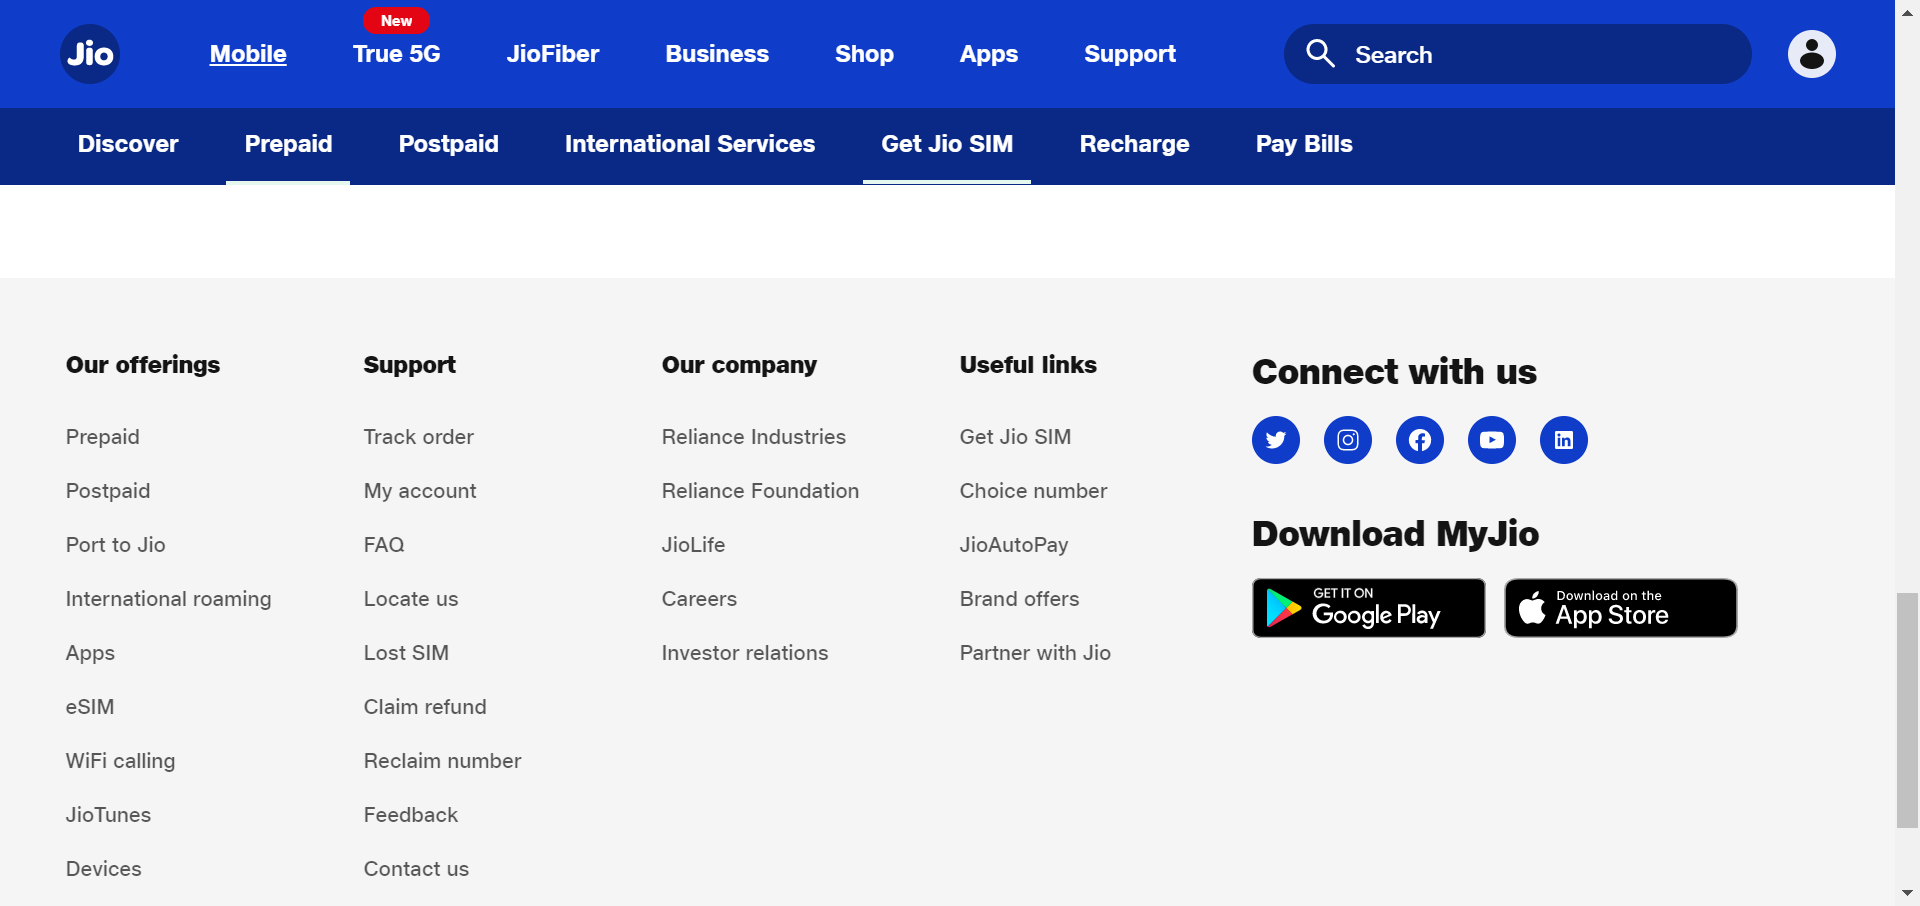 New
Jio Mobile True 5G JioFiber Business Shop Apps Support Search
Discover Prepaid Postpaid International Services Get Jio SIM Recharge Pay Bills
Our offerings
Prepaid
Postpaid
Port to Jio
International roaming
Apps
eSIM
WiFi calling
JioTunes
Devices
Support
Track order
My account
FAQ
Locate us
Lost SIM
Claim refund
Reclaim number
Feedback
Contact us
Our company
Reliance Industries
Reliance Foundation
JioLife
Careers
Investor relations
Useful links
Get Jio SIM
Choice number
JioAutoPay
Brand offers
Partner with Jio
Connect with us
in
Download MyJio
GET IT ON
Google Play
Download on the
App Store